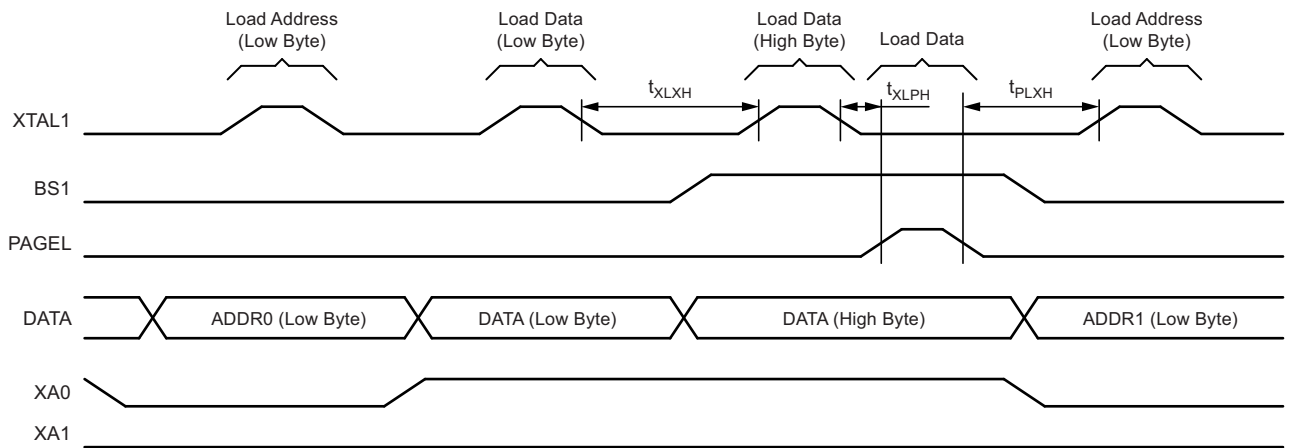 Load Address
(Low Byte)
Load Data
(Low Byte)
Load Data
(High Byte)
Load Data
Load Address
(Low Byte)
tXLXH
tXLPH
tPLXH
XTAL1
BS1
PAGEL
DATA
ADDR0 (Low Byte)
DATA (Low Byte)
DATA (High Byte)
ADDR1 (Low Byte)
XA0
XA1